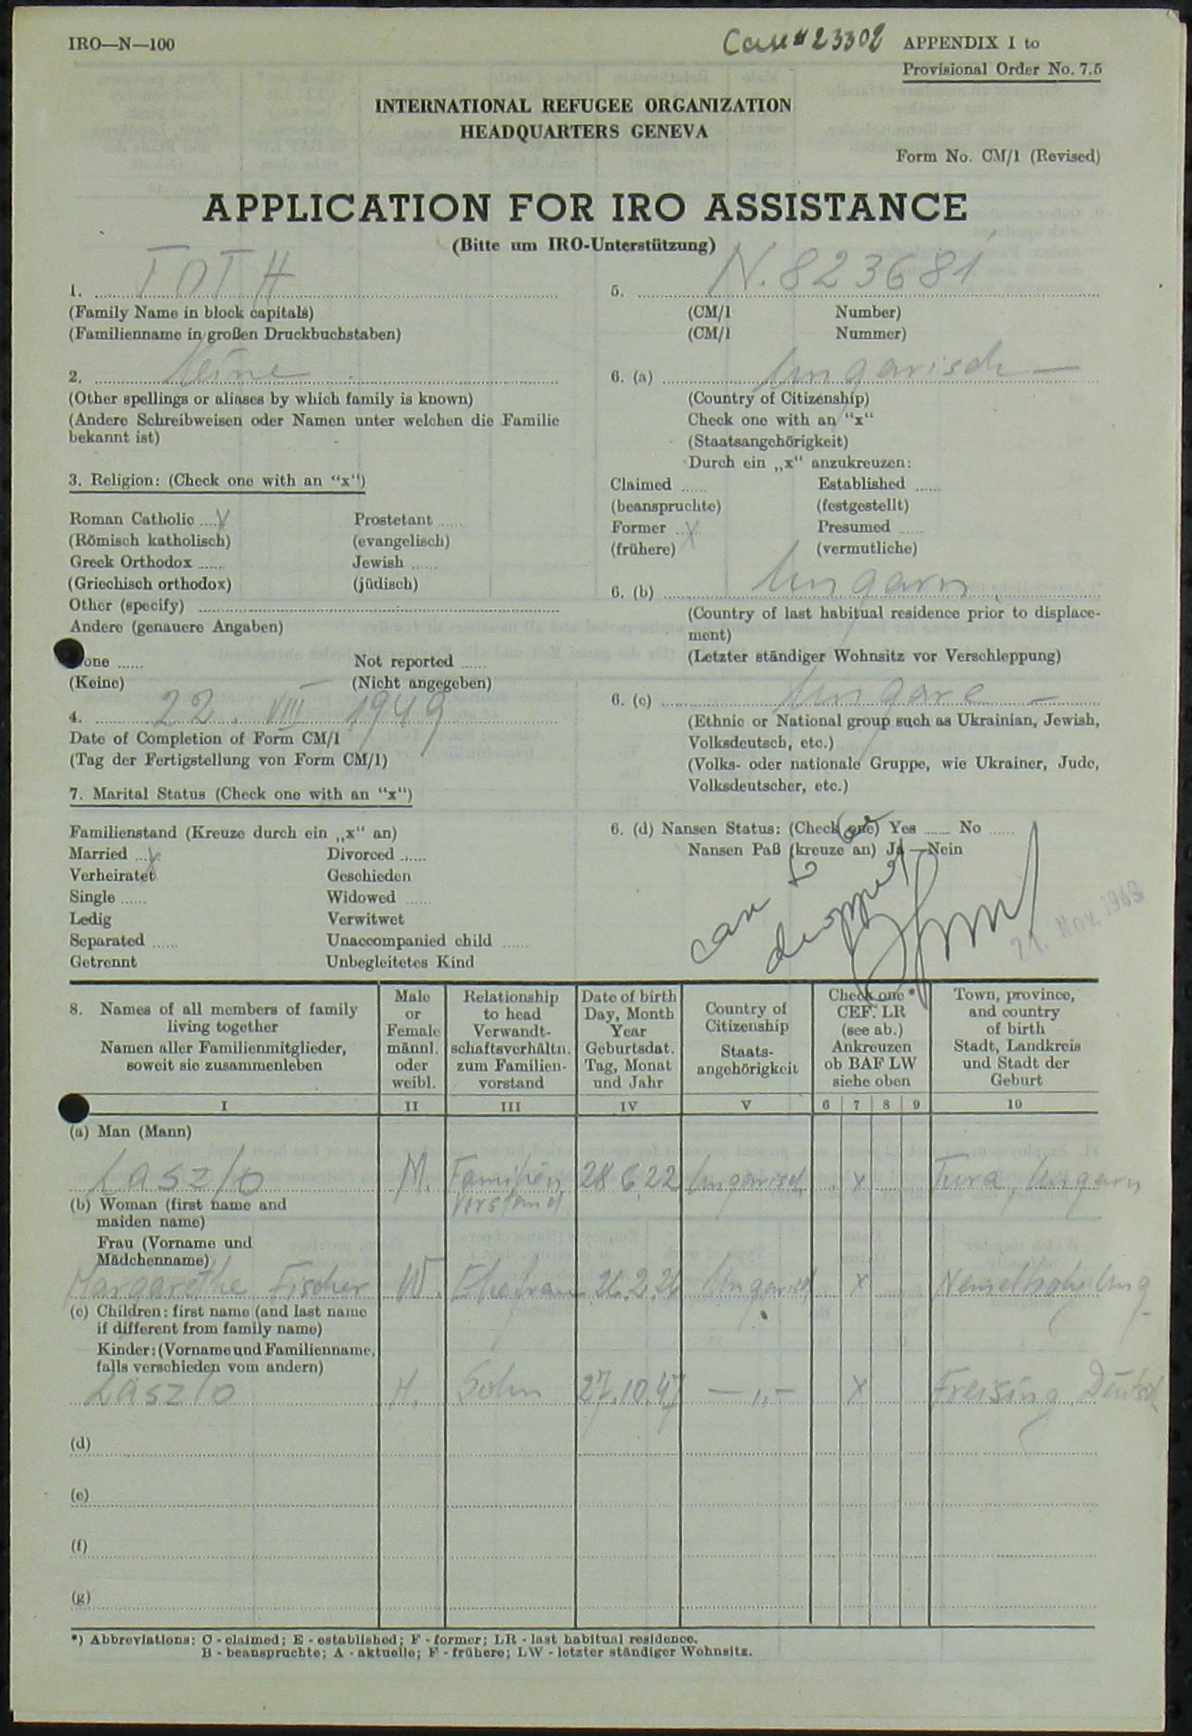 IRO—N—100
Case # 23302
APPENDIX I to
Provisional Order No. 7.5
INTERNATIONAL REFUGEE ORGANIZATION
HEADQUARTERS GENEVA
Form No. CM/1 (Revised)
APPLICATION FOR IRO ASSISTANCE
(Bitte um IRO-Unterstützung)
1. TOTH
(Family Name in block capitals)
(Familienname in großen Druckbuchstaben)
5. N. 823681
(CM/1 Number)
(CM/1 Nummer)
2. Keine
(Other spellings or aliases by which family is known)
(Andere Schreibweisen oder Namen unter welchen die Familie
bekannt ist)
6. (a) Ungarisch —
(Country of Citizenship)
Check one with an “x“
(Staatsangehörigkeit)
Durch ein „x“ anzukreuzen:
3. Religion: (Check one with an “x“)
Claimed ...... Established ......
(beanspruchte) (festgestellt)
Former ... X Presumed ......
(frühere) (vermutliche)
Roman Catholic .... X Prostetant ......
(Römisch katholisch) (evangelisch)
Greek Orthodox ...... Jewish ......
(Griechisch orthodox) (jüdisch)
Other (specify)
Andere (genauere Angaben)
one ...... Not reported ......
(Keine) (Nicht angegeben)
6. (b) Ungarn
(Country of last habitual residence prior to displace-
ment)
(Letzter ständiger Wohnsitz vor Verschleppung)
4. 22. VIII 1949
Date of Completion of Form CM/1
(Tag der Fertigstellung von Form CM/1)
6. (c) Ungare —
(Ethnic or National group such as Ukrainian, Jewish,
Volksdeutsch, etc.)
(Volks- oder nationale Gruppe, wie Ukrainer, Jude,
Volksdeutscher, etc.)
7. Marital Status (Check one with an “x“)
Familienstand (Kreuze durch ein „x“ an)
Married ... X Divorced ......
Verheiratet Geschieden
Single ...... Widowed ......
Ledig Verwitwet
Separated ...... Unaccompanied child ......
Getrennt Unbegleitetes Kind
6. (d) Nansen Status: (Check one) Yes ...... No ......
Nansen Paß (kreuze an) Ja — Nein
can to be
dropped
21. Nov. 1949
8. Names of all members of family
living together
Namen aller Familienmitglieder,
soweit sie zusammenleben
Male
or
Female
männl.
oder
weibl.
Relationship
to head
Verwandt-
schaftsverhältn.
zum Familien-
vorstand
Date of birth
Day, Month
Year
Geburtsdat.
Tag, Monat
und Jahr
Country of
Citizenship
Staats-
angehörigkeit
Check one *
CEF. LR
(see ab.)
Ankreuzen
ob BAF LW
siehe oben
Town, province,
and country
of birth
Stadt, Landkreis
und Stadt der
Geburt
I II III IV V 6 7 8 9 10
(a) Man (Mann)
Laszlo M. Familien vorstand 28 6. 22 Ungarisch x Tura, Ungarn
(b) Woman (first name and
maiden name)
Frau (Vorname und
Mädchenname)
Margarethe Fischer W. Ehefrau 26.2.26 Ungarisch x Ung
(c) Children: first name (and last name
if different from family name)
Kinder: (Vorname und Familienname,
falls verschieden vom andern)
Laszlo M. Sohn 27.10.47 — „ — x Freising,
(d)
(e)
(f)
(g)
*) Abbreviations: C - claimed; E - established; F - former; LR - last habitual residence.
B - beanspruchte; A - aktuelle; F - frühere; LW - letzter ständiger Wohnsitz.